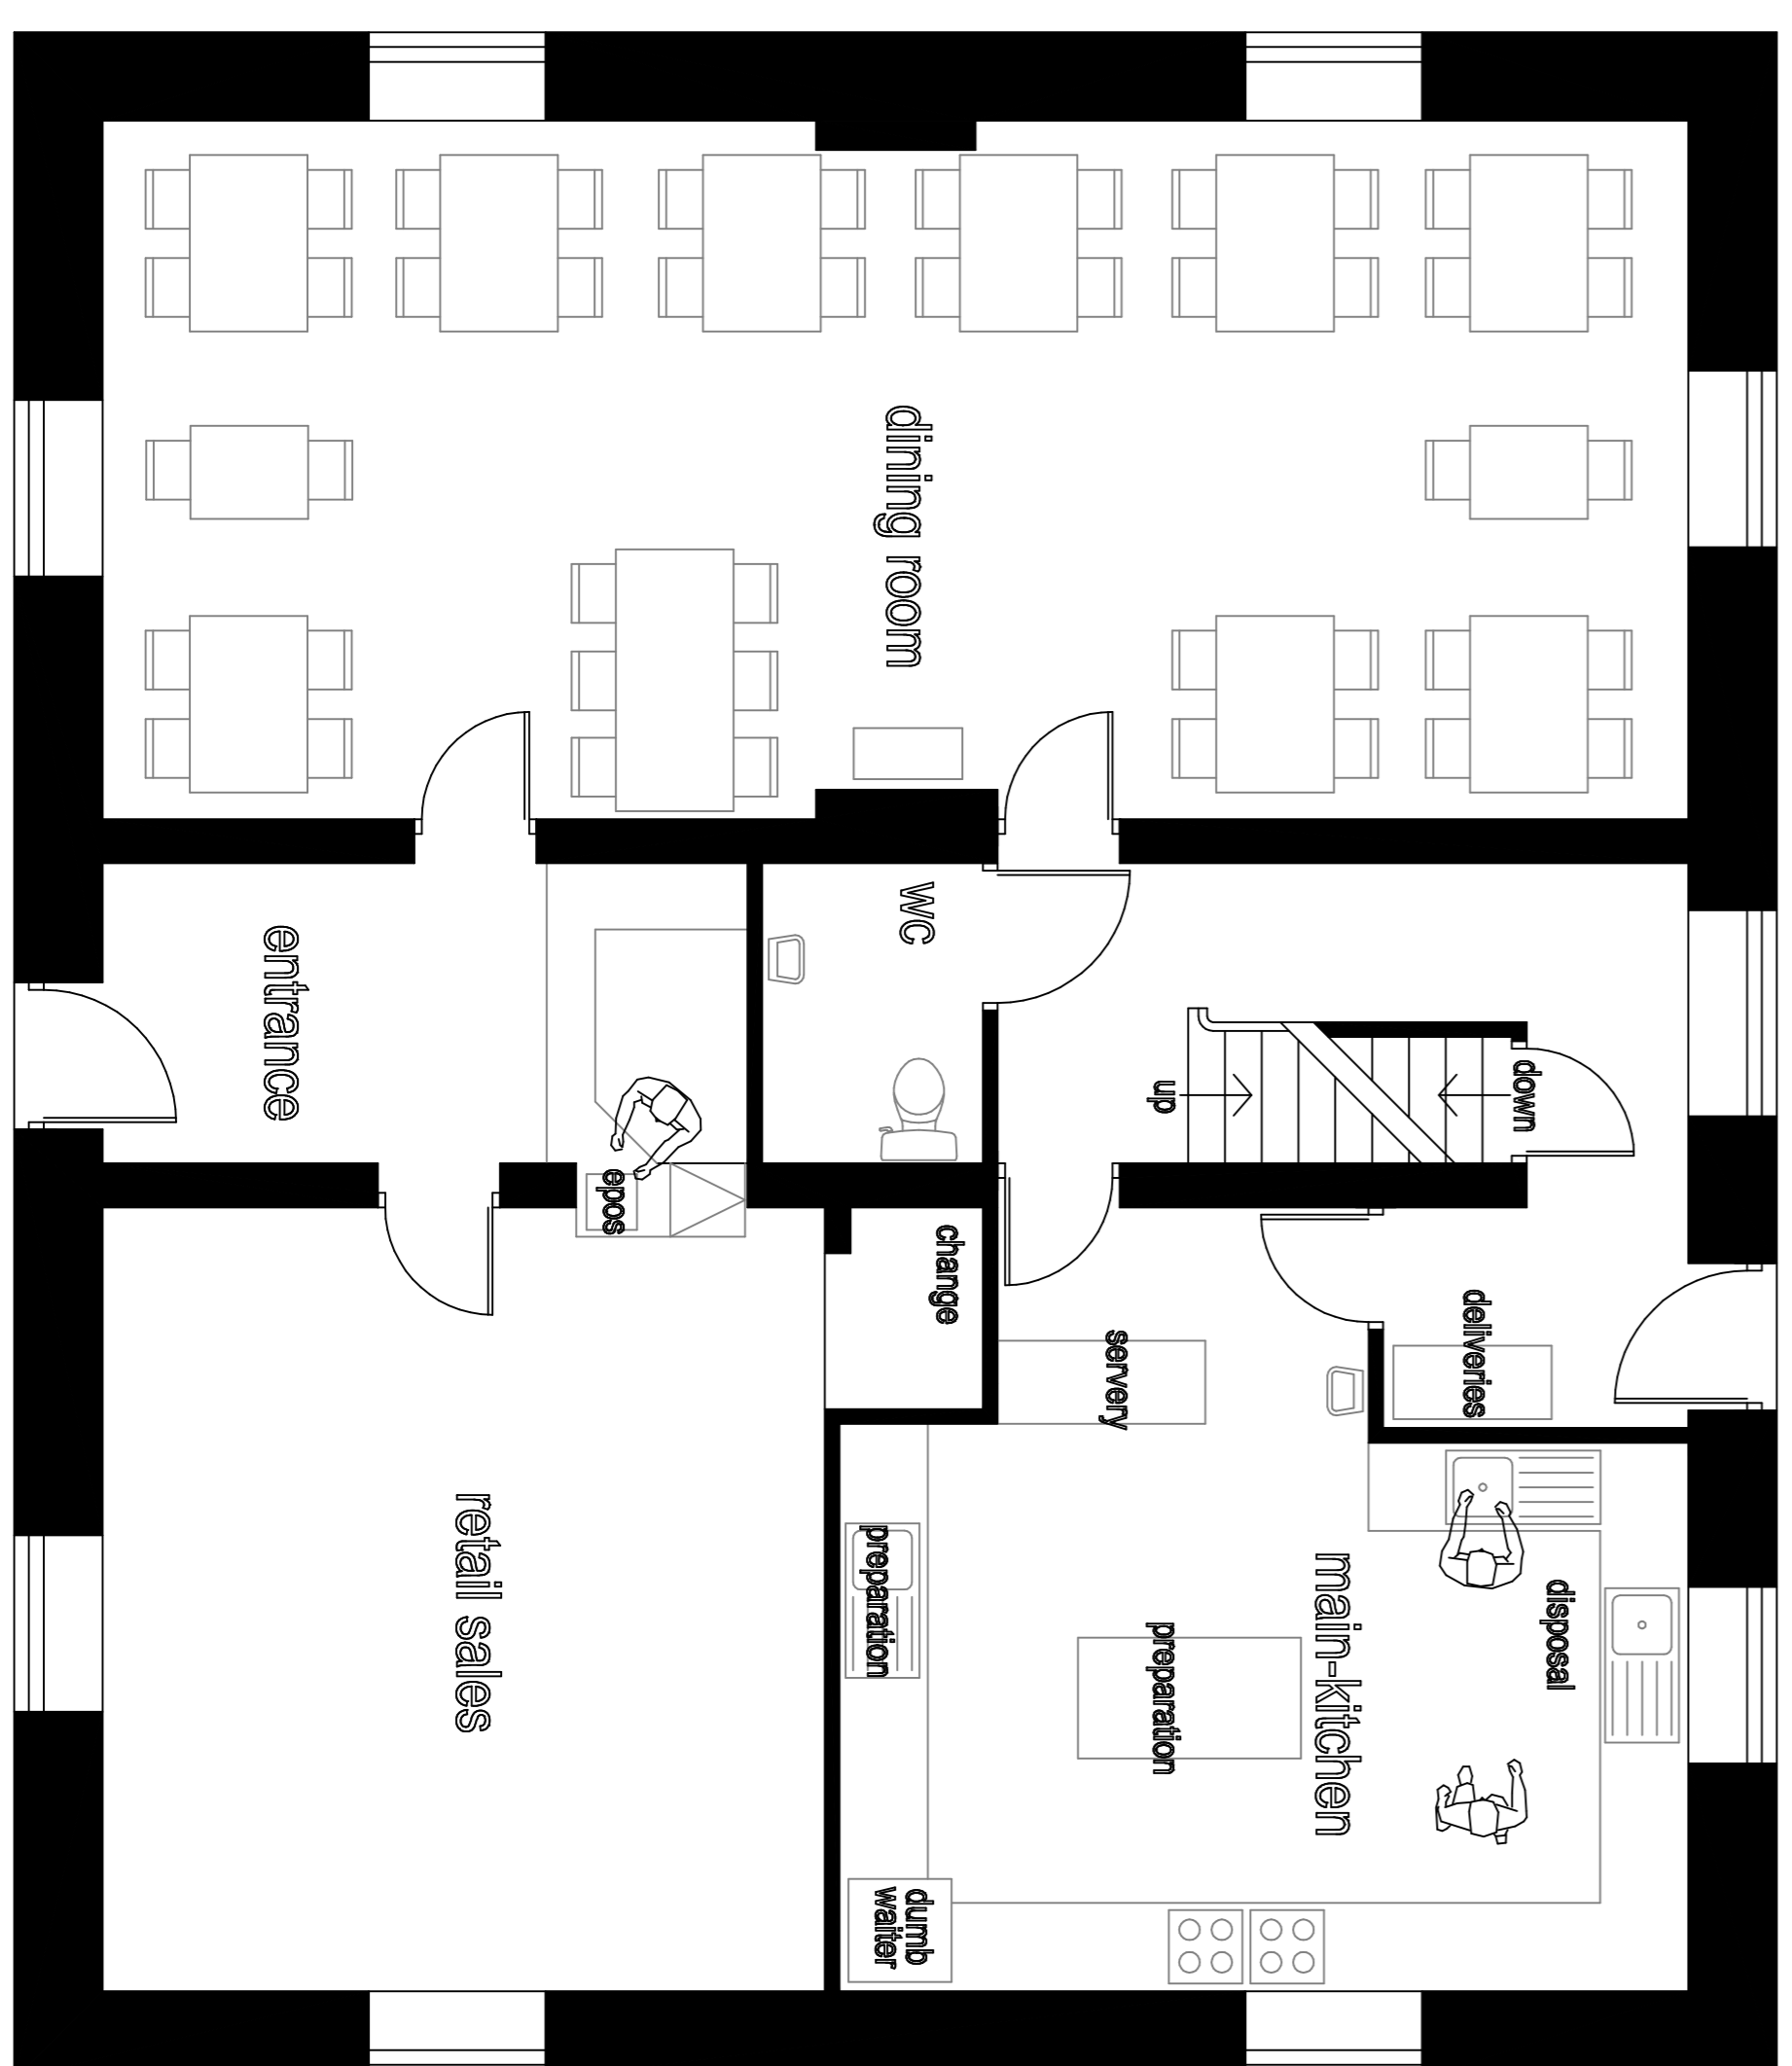 dining room
entrance
wc
up
down
epos
change
servery
deliveries
retail sales
preparation
preparation
main-kitchen
disposal
dumb
waiter